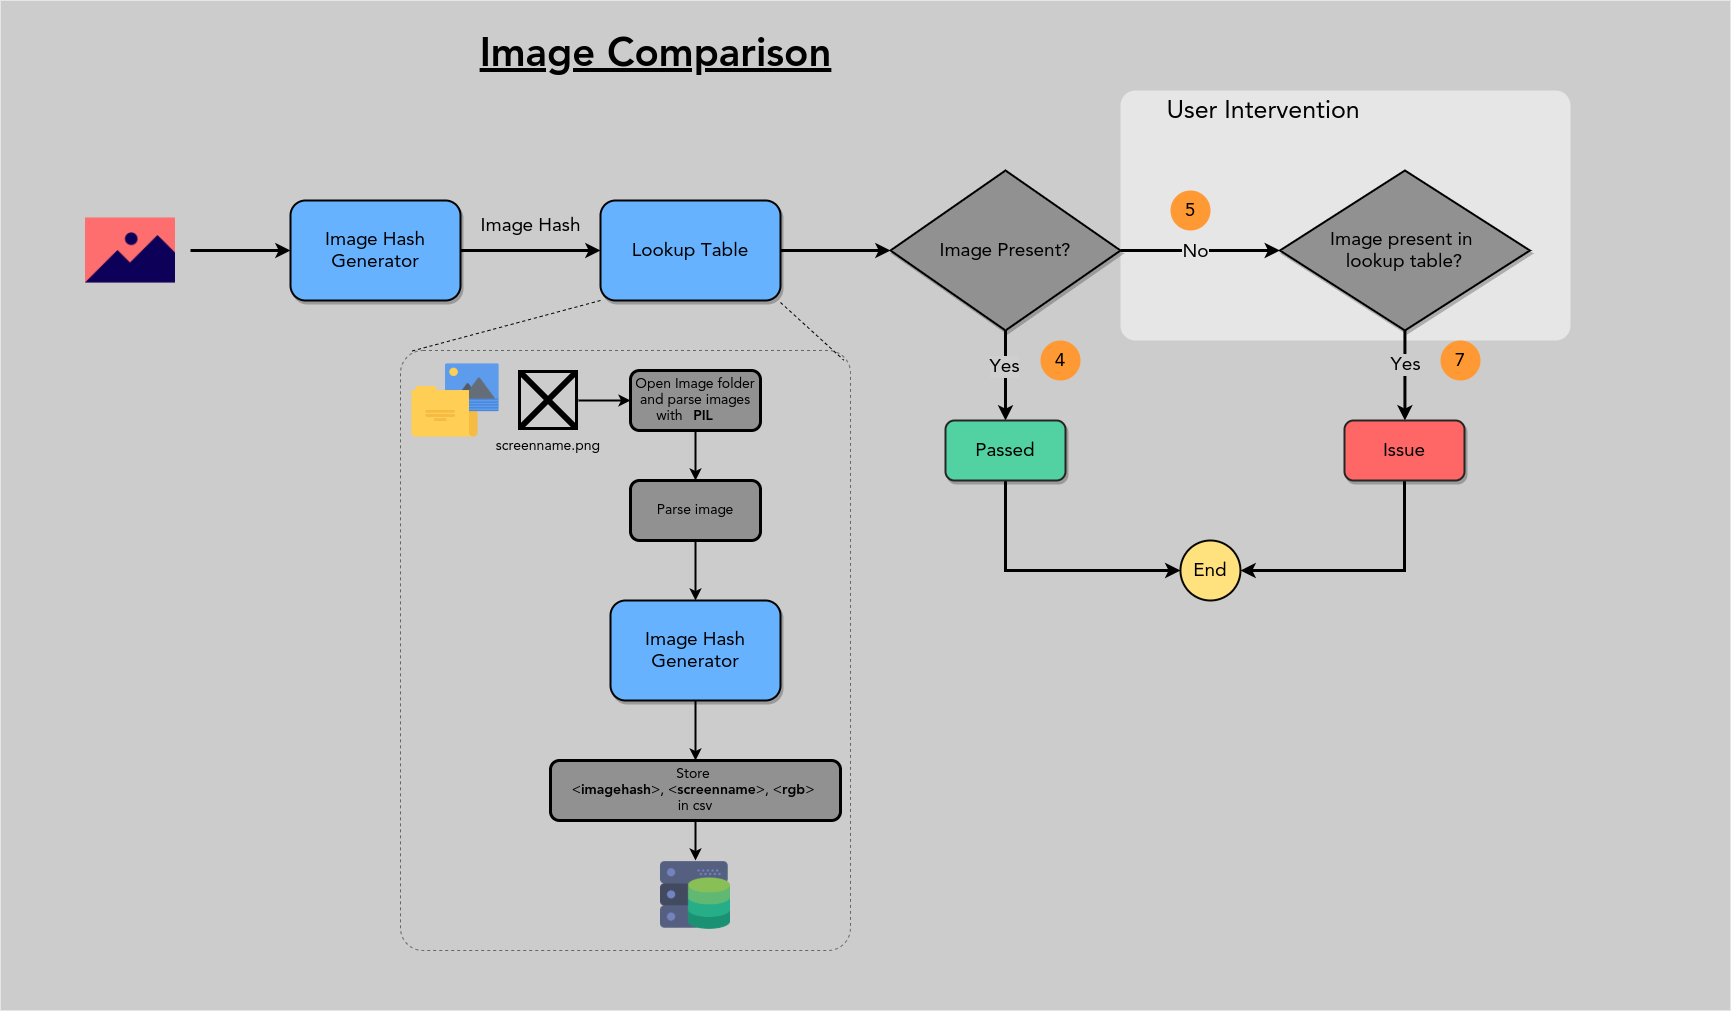 Image Comparison
User Intervention
Image Hash
Generator
Image Hash
Lookup Table
Image Present?
5
No
Image present in
lookup table?
Yes
4
Yes
7
Passed
Issue
End
screenname.png
Open Image folder
and parse images
with PIL
Parse image
Image Hash
Generator
Store
<imagehash>, <screenname>, <rgb>
in csv